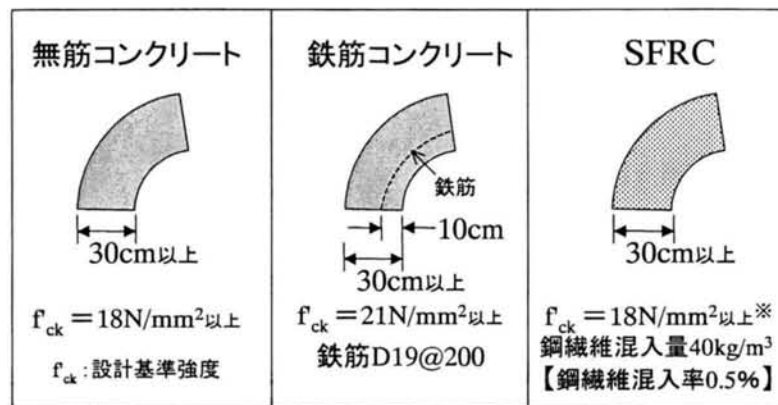 無筋コンクリート
30cm以上
f'ck＝18N/mm²以上
f'ck：設計基準強度
鉄筋コンクリート
鉄筋
10cm
30cm以上
f'ck＝21N/mm²以上
鉄筋D19@200
SFRC
30cm以上
f'ck＝18N/mm²以上※
鋼繊維混入量40kg/m³
【鋼繊維混入率0.5%】